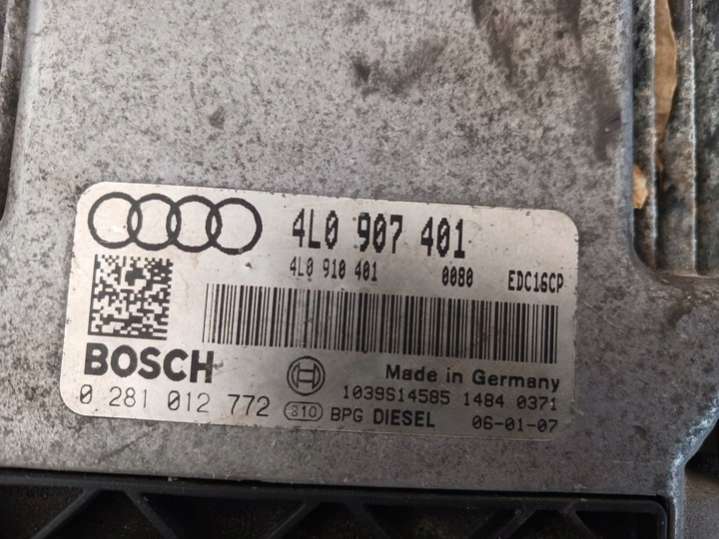 4L0 907 401
4L0 910 401 0080 EDC16CP
BOSCH
Made in Germany
1039S14585 1484 0371
0 281 012 772 310 BPG DIESEL 06-01-07